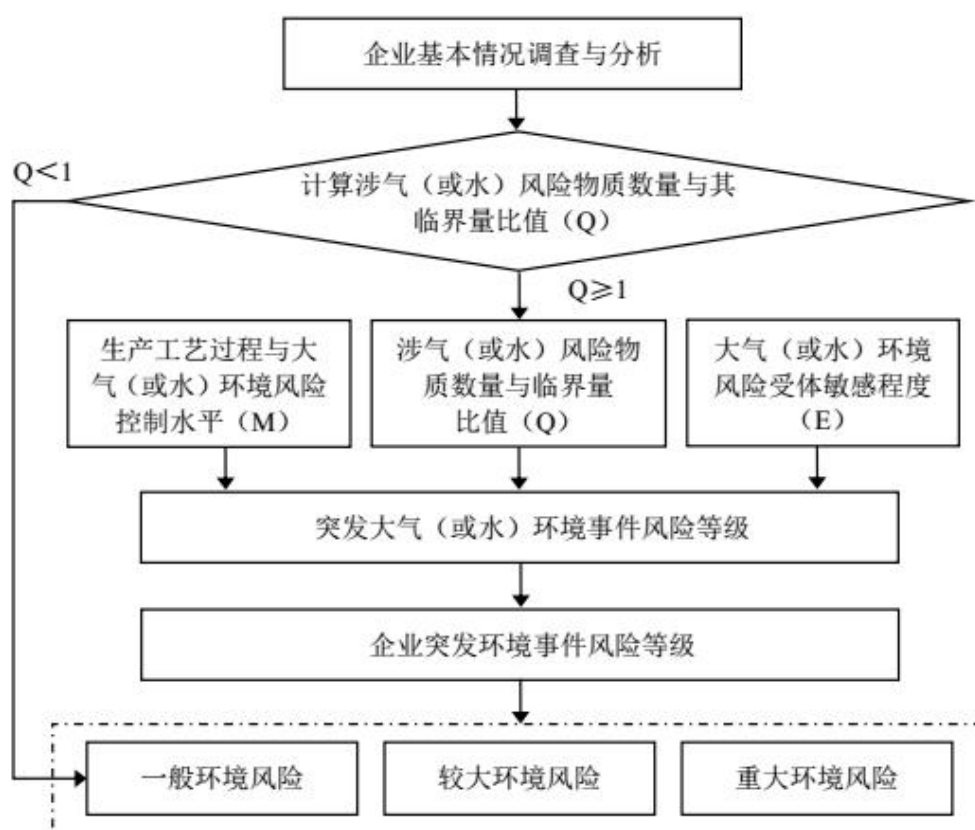 企业基本情况调查与分析
Q＜1
计算涉气（或水）风险物质数量与其
临界量比值（Q）
Q≥1
生产工艺过程与大
气（或水）环境风险
控制水平（M）
涉气（或水）风险物
质数量与临界量
比值（Q）
大气（或水）环境
风险受体敏感程度
（E）
突发大气（或水）环境事件风险等级
企业突发环境事件风险等级
一般环境风险
较大环境风险
重大环境风险